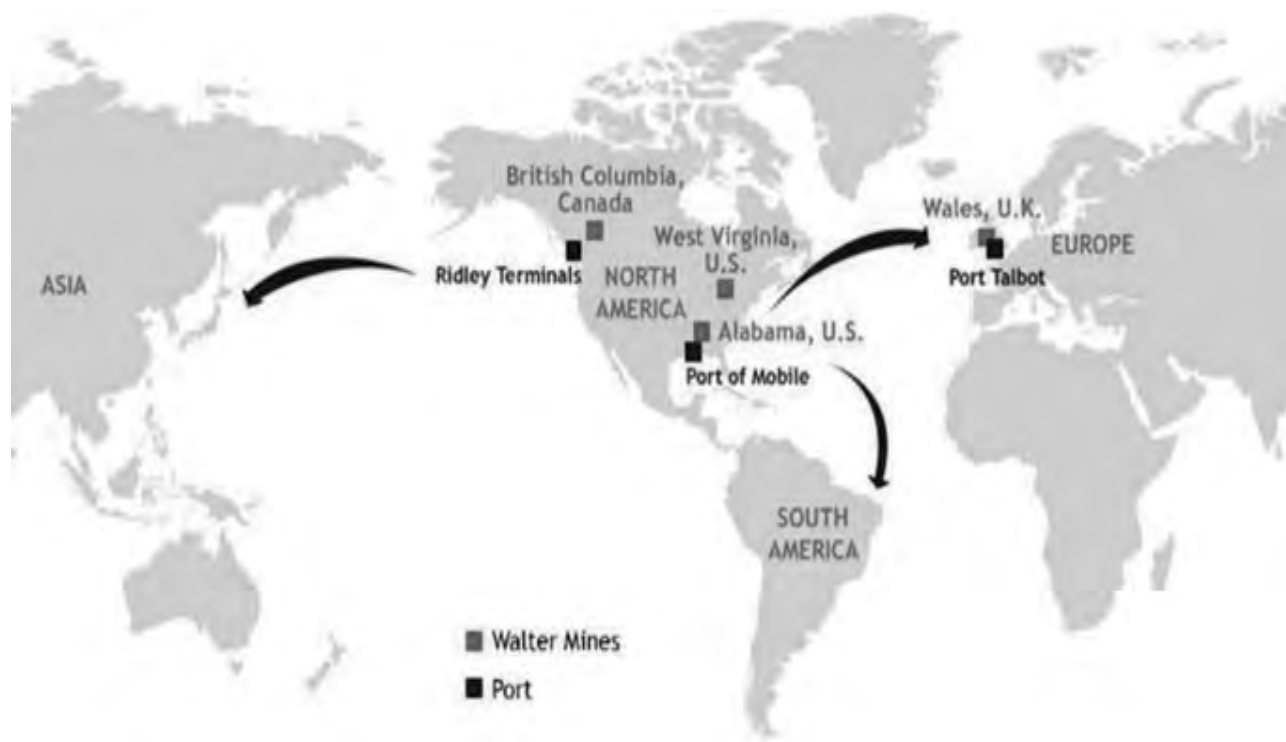 British Columbia,
Canada
West Virginia,
U.S.
Wales, U.K.
EUROPE
ASIA
Ridley Terminals
NORTH
AMERICA
Port Talbot
Alabama, U.S.
Port of Mobile
SOUTH
AMERICA
Walter Mines
Port